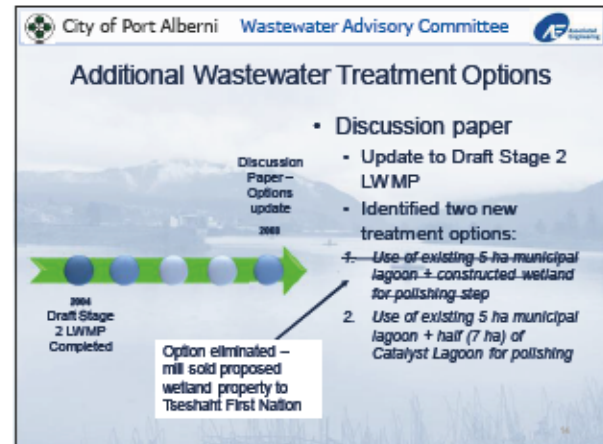 City of Port Alberni Wastewater Advisory Committee
Associated
Engineering
Additional Wastewater Treatment Options
• Discussion paper
- Update to Draft Stage 2
LWMP
- Identified two new
treatment options:
1. Use of existing 5 ha municipal
lagoon + constructed wetland
for polishing step
2. Use of existing 5 ha municipal
lagoon + half (7 ha) of
Catalyst Lagoon for polishing
Discussion
Paper –
Options
update
2004
Draft Stage
2 LWMP
Completed
Option eliminated –
mill sold proposed
wetland property to
Tseshaht First Nation